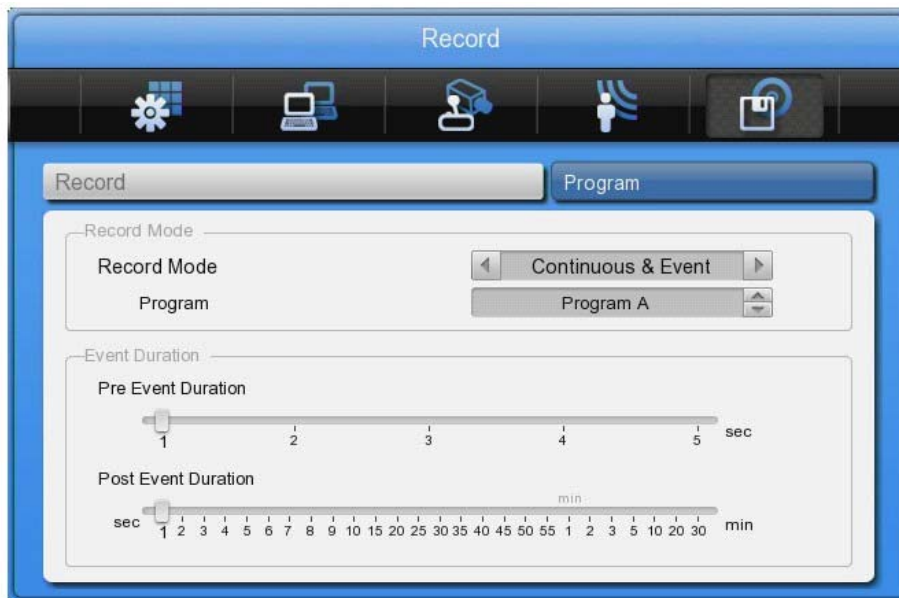 Record
Record Program
Record Mode
Record Mode Continuous & Event
Program Program A
Event Duration
Pre Event Duration
1 2 3 4 5 sec
Post Event Duration
min
sec 1 2 3 4 5 6 7 8 9 10 15 20 25 30 35 40 45 50 55 1 2 3 5 10 20 30 min